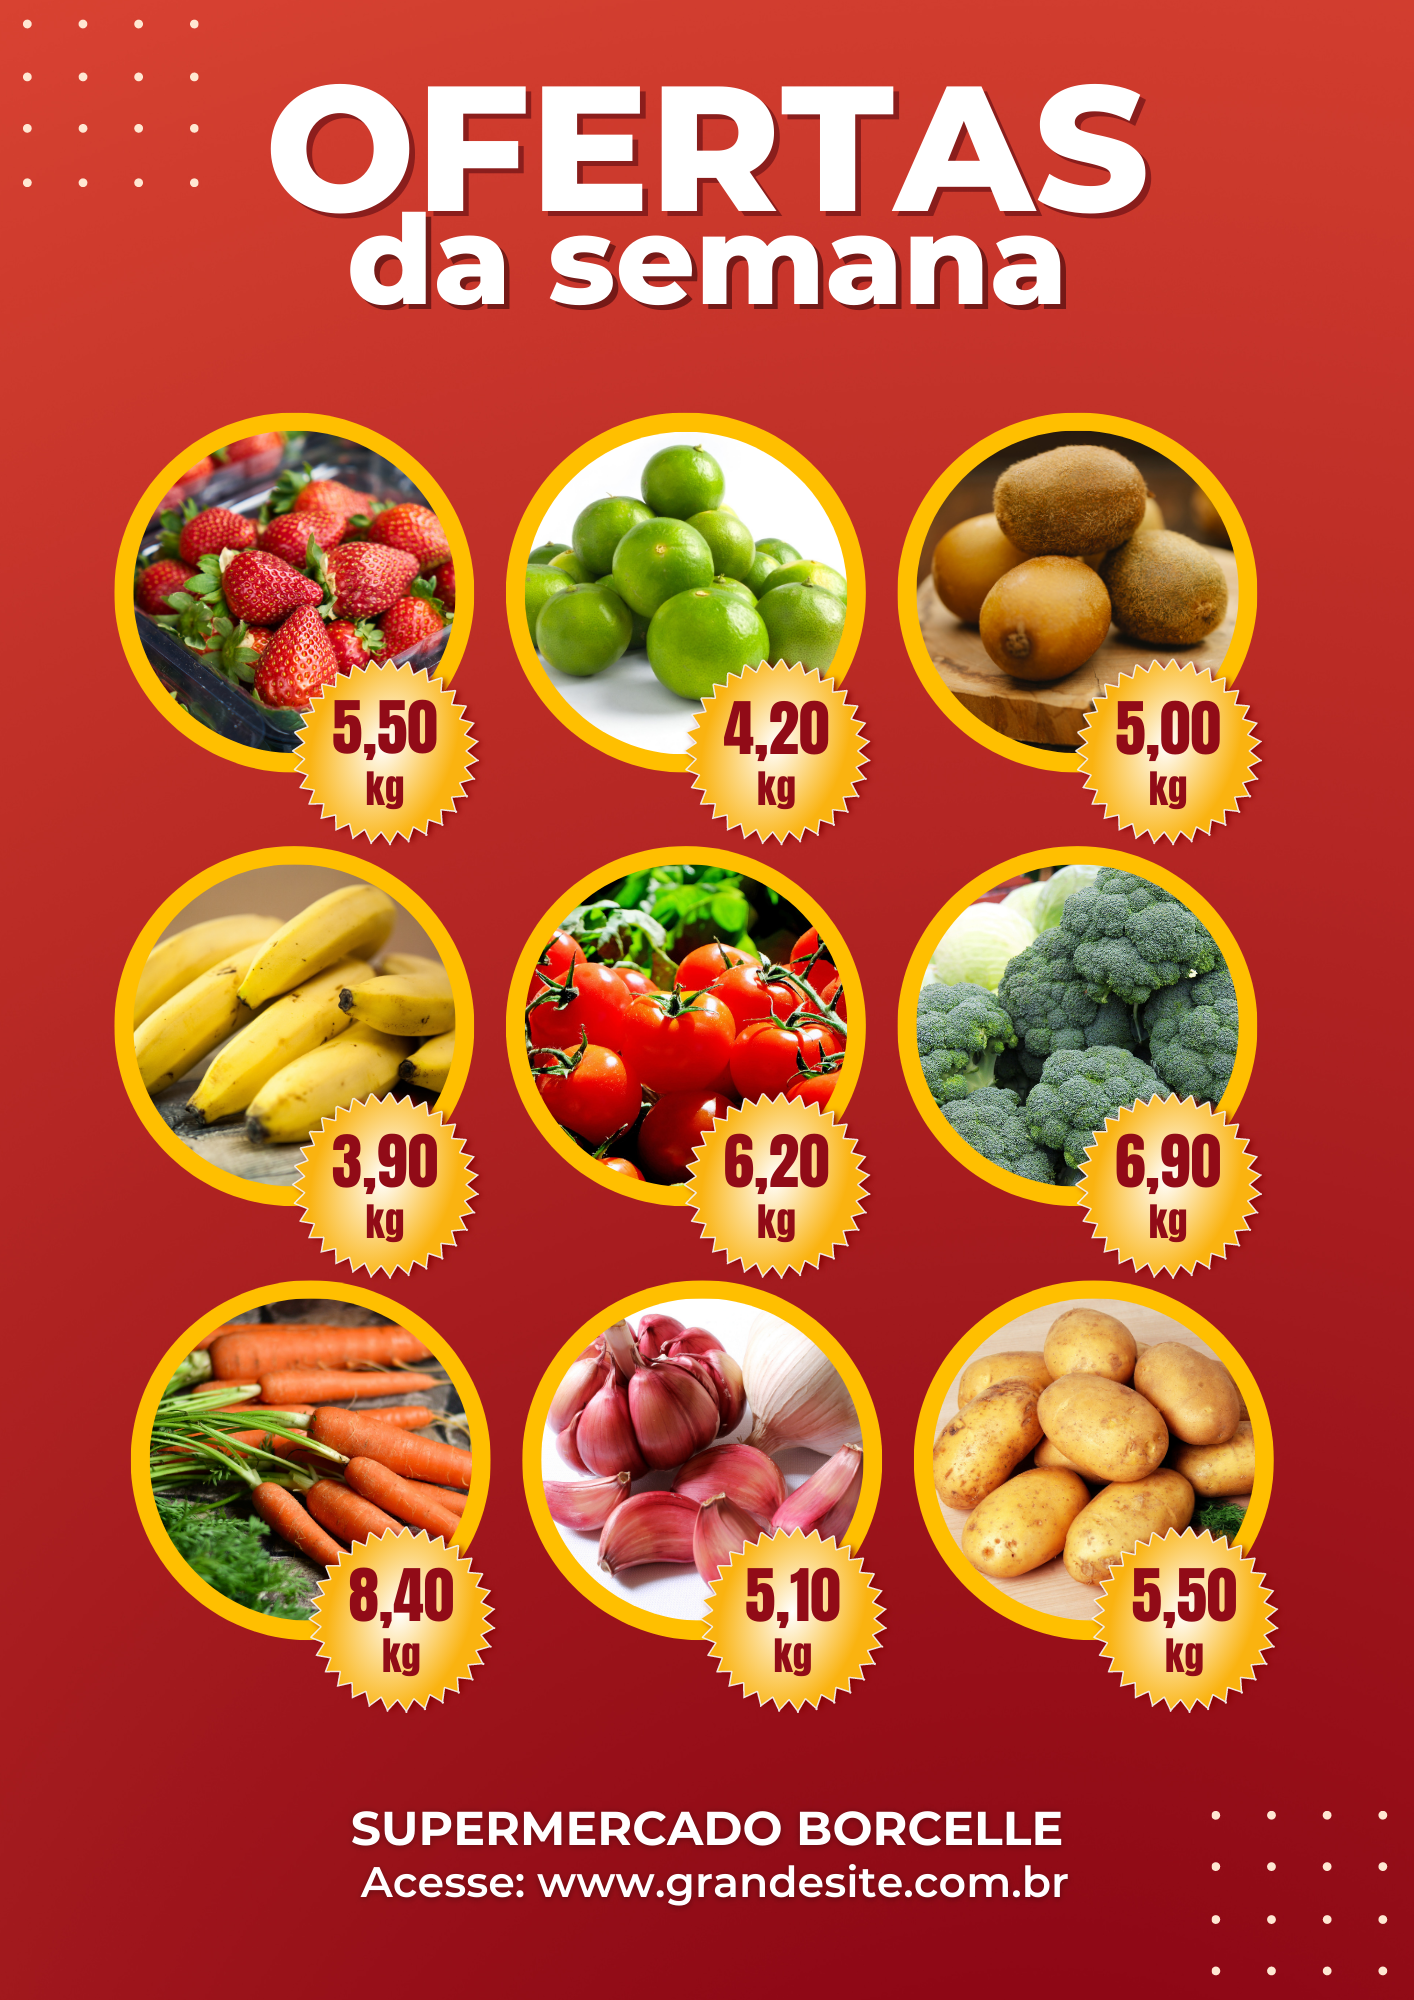 OFERTAS
da semana
5,50
kg
4,20
kg
5,00
kg
3,90
kg
6,20
kg
6,90
kg
8,40
kg
5,10
kg
5,50
kg
SUPERMERCADO BORCELLE
Acesse: www.grandesite.com.br